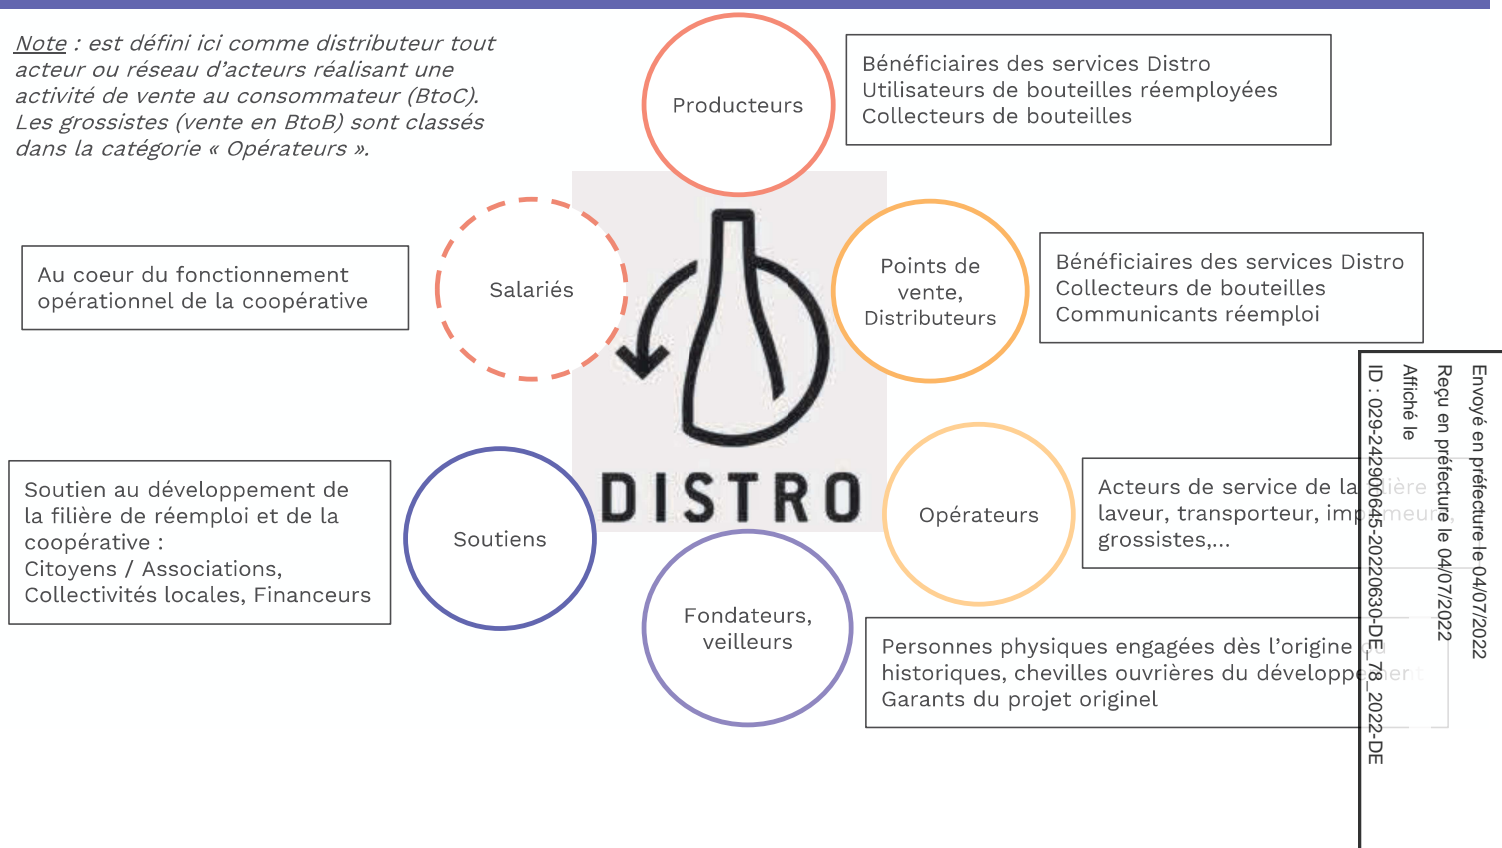 Note : est défini ici comme distributeur tout
acteur ou réseau d’acteurs réalisant une
activité de vente au consommateur (BtoC).
Les grossistes (vente en BtoB) sont classés
dans la catégorie « Opérateurs ».
Producteurs
Bénéficiaires des services Distro
Utilisateurs de bouteilles réemployées
Collecteurs de bouteilles
Salariés
Au coeur du fonctionnement
opérationnel de la coopérative
Points de
vente,
Distributeurs
Bénéficiaires des services Distro
Collecteurs de bouteilles
Communicants réemploi
DISTRO
Soutiens
Soutien au développement de
la filière de réemploi et de la
coopérative :
Citoyens / Associations,
Collectivités locales, Financeurs
Opérateurs
Acteurs de service de la filière
laveur, transporteur, imprimeur,
grossistes,...
Fondateurs,
veilleurs
Personnes physiques engagées dès l’origine ou
historiques, chevilles ouvrières du développement
Garants du projet originel
Envoyé en préfecture le 04/07/2022
Reçu en préfecture le 04/07/2022
Affiché le
ID : 029-242900645-20220630-DE_78_2022-DE